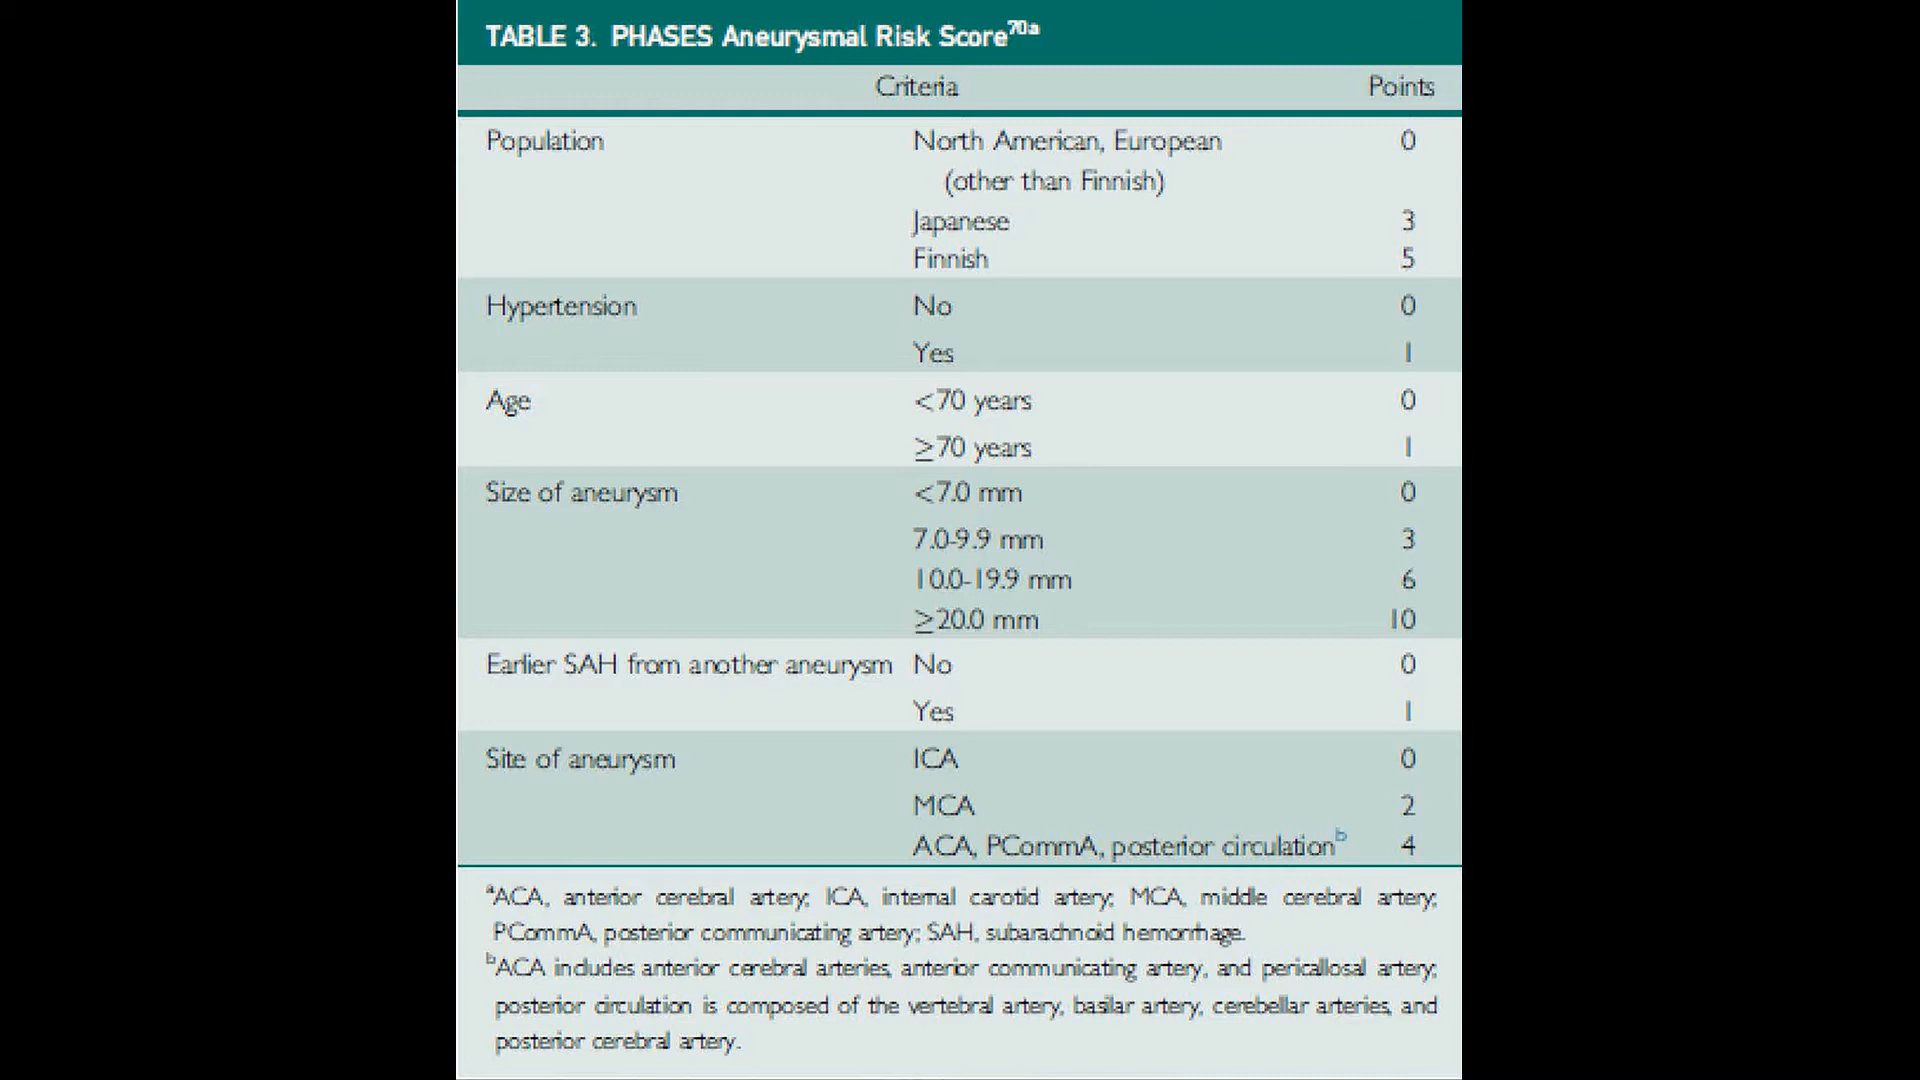 TABLE 3. PHASES Aneurysmal Risk Score70a
Criteria Points
Population North American, European 0
(other than Finnish)
Japanese 3
Finnish 5
Hypertension No 0
Yes 1
Age <70 years 0
≥70 years 1
Size of aneurysm <7.0 mm 0
7.0-9.9 mm 3
10.0-19.9 mm 6
≥20.0 mm 10
Earlier SAH from another aneurysm No 0
Yes 1
Site of aneurysm ICA 0
MCA 2
ACA, PCommA, posterior circulationb 4
aACA, anterior cerebral artery; ICA, internal carotid artery; MCA, middle cerebral artery;
PCommA, posterior communicating artery; SAH, subarachnoid hemorrhage.
bACA includes anterior cerebral arteries, anterior communicating artery, and pericallosal artery;
posterior circulation is composed of the vertebral artery, basilar artery, cerebellar arteries, and
posterior cerebral artery.